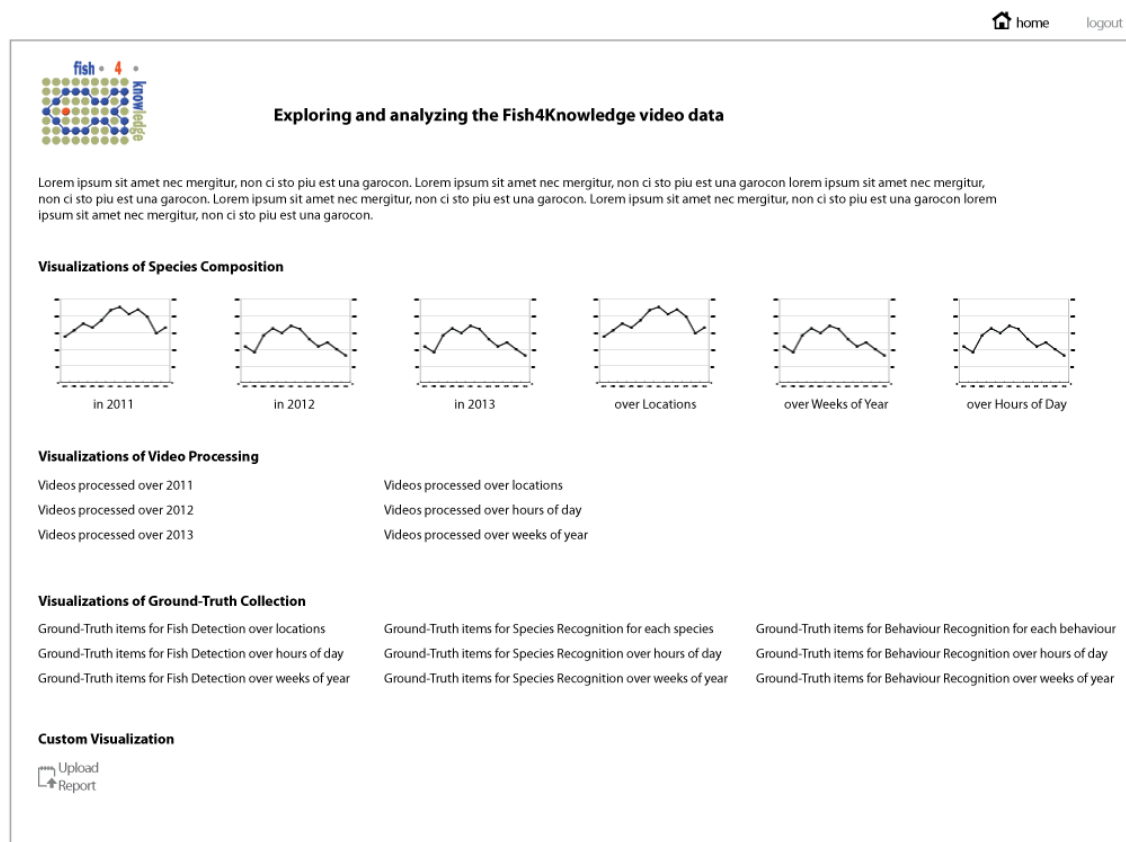 home logout
fish • 4 •
knowledge
Exploring and analyzing the Fish4Knowledge video data
Lorem ipsum sit amet nec mergitur, non ci sto piu est una garocon. Lorem ipsum sit amet nec mergitur, non ci sto piu est una garocon lorem ipsum sit amet nec mergitur,
non ci sto piu est una garocon. Lorem ipsum sit amet nec mergitur, non ci sto piu est una garocon. Lorem ipsum sit amet nec mergitur, non ci sto piu est una garocon lorem
ipsum sit amet nec mergitur, non ci sto piu est una garocon.
Visualizations of Species Composition
in 2011 in 2012 in 2013 over Locations over Weeks of Year over Hours of Day
Visualizations of Video Processing
Videos processed over 2011 Videos processed over locations
Videos processed over 2012 Videos processed over hours of day
Videos processed over 2013 Videos processed over weeks of year
Visualizations of Ground-Truth Collection
Ground-Truth items for Fish Detection over locations Ground-Truth items for Species Recognition for each species Ground-Truth items for Behaviour Recognition for each behaviour
Ground-Truth items for Fish Detection over hours of day Ground-Truth items for Species Recognition over hours of day Ground-Truth items for Behaviour Recognition over hours of day
Ground-Truth items for Fish Detection over weeks of year Ground-Truth items for Species Recognition over weeks of year Ground-Truth items for Behaviour Recognition over weeks of year
Custom Visualization
Upload
Report